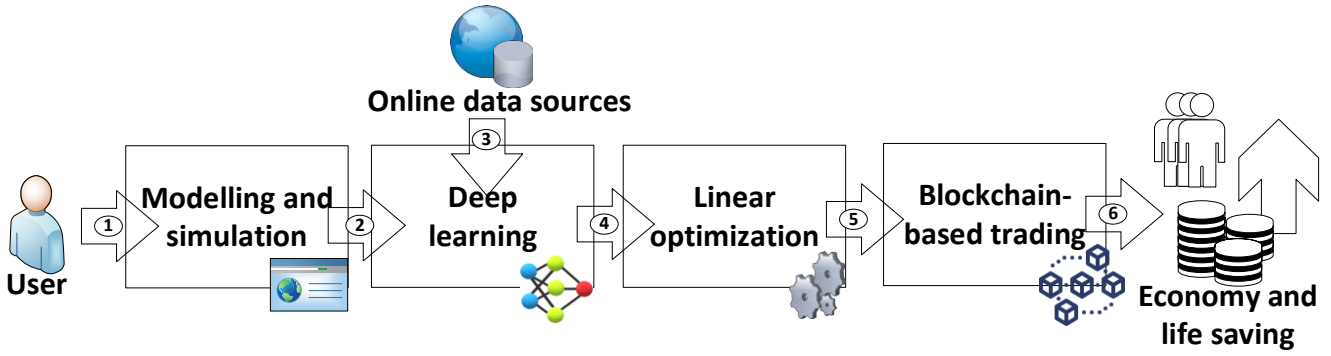 Online data sources
3
User
1
Modelling and
simulation
2
Deep
learning
4
Linear
optimization
5
Blockchain-
based trading
6
Economy and
life saving